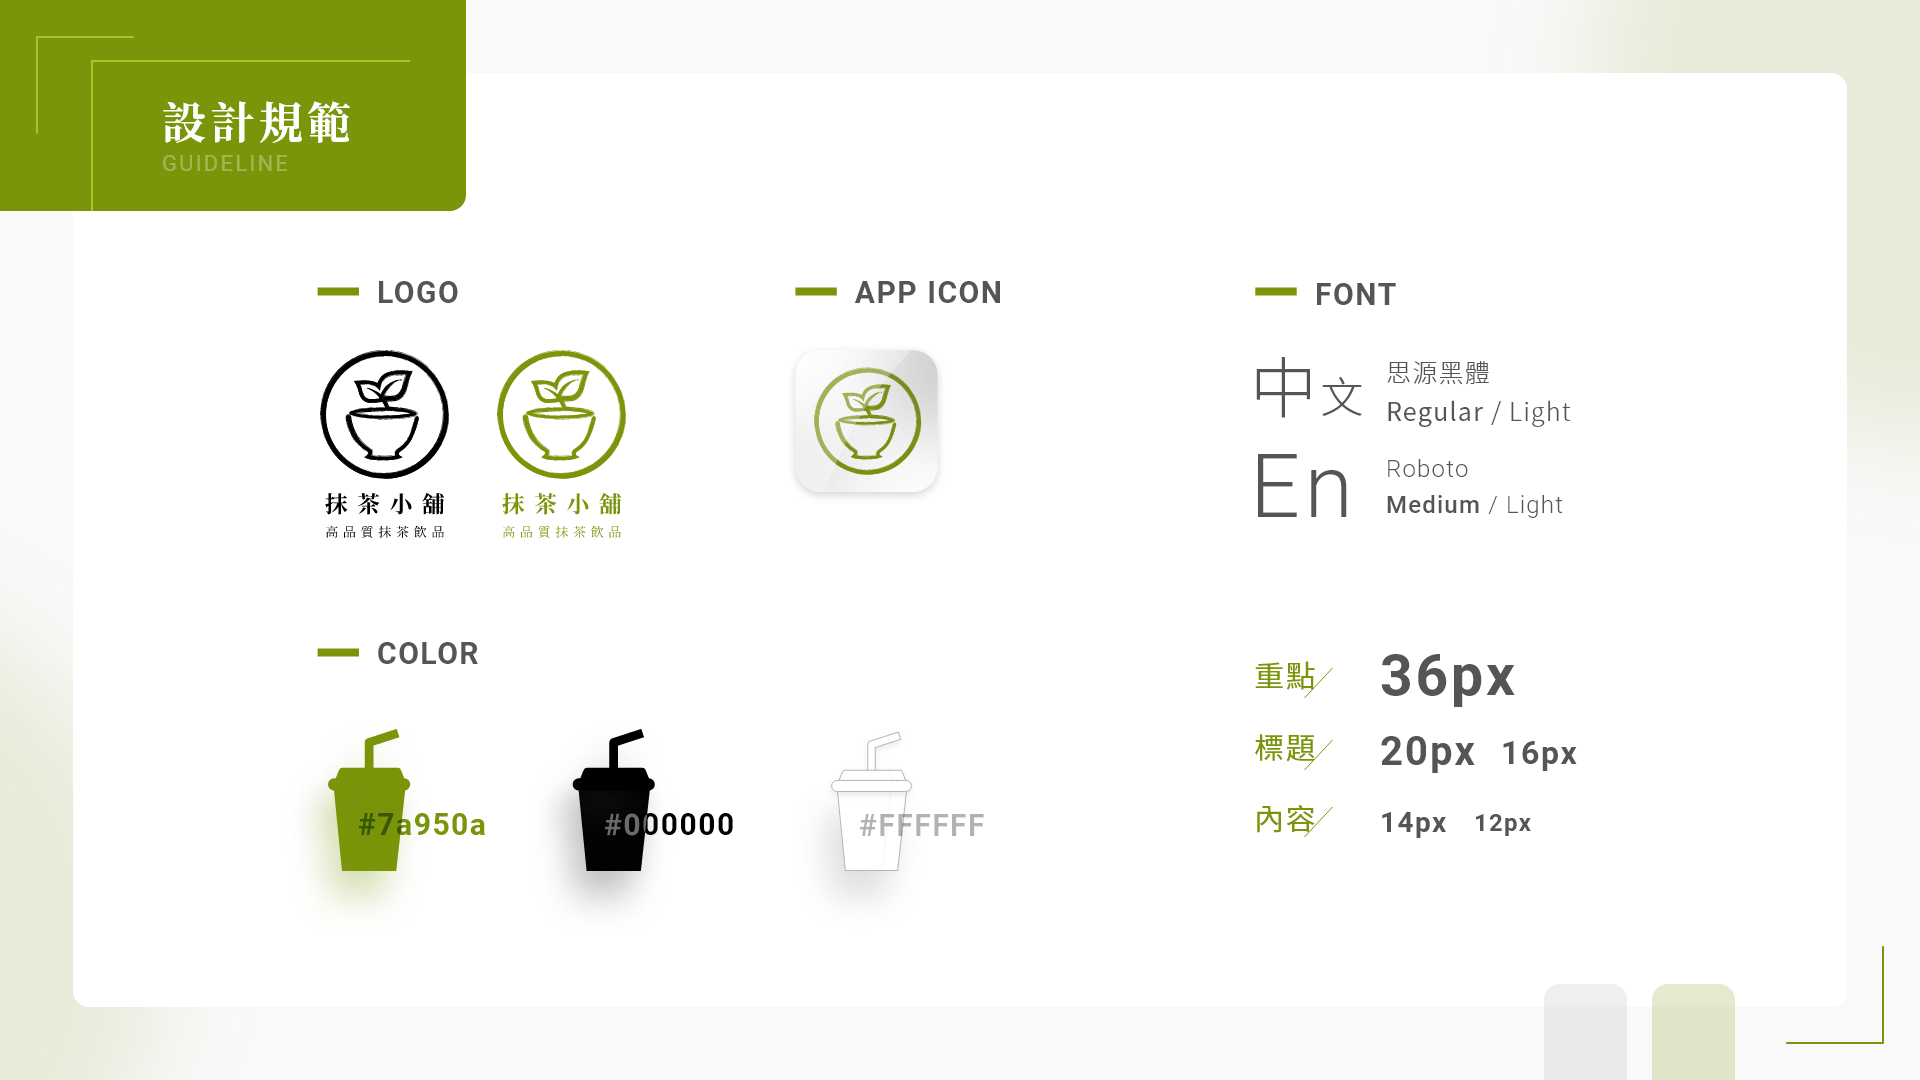 設計規範
GUIDELINE
LOGO
抹茶小舖
高品質抹茶飲品
抹茶小舖
高品質抹茶飲品
APP ICON
FONT
中文
思源黑體
Regular / Light
En
Roboto
Medium / Light
COLOR
#7a950a
#000000
#FFFFFF
重點 36px
標題 20px 16px
內容 14px 12px